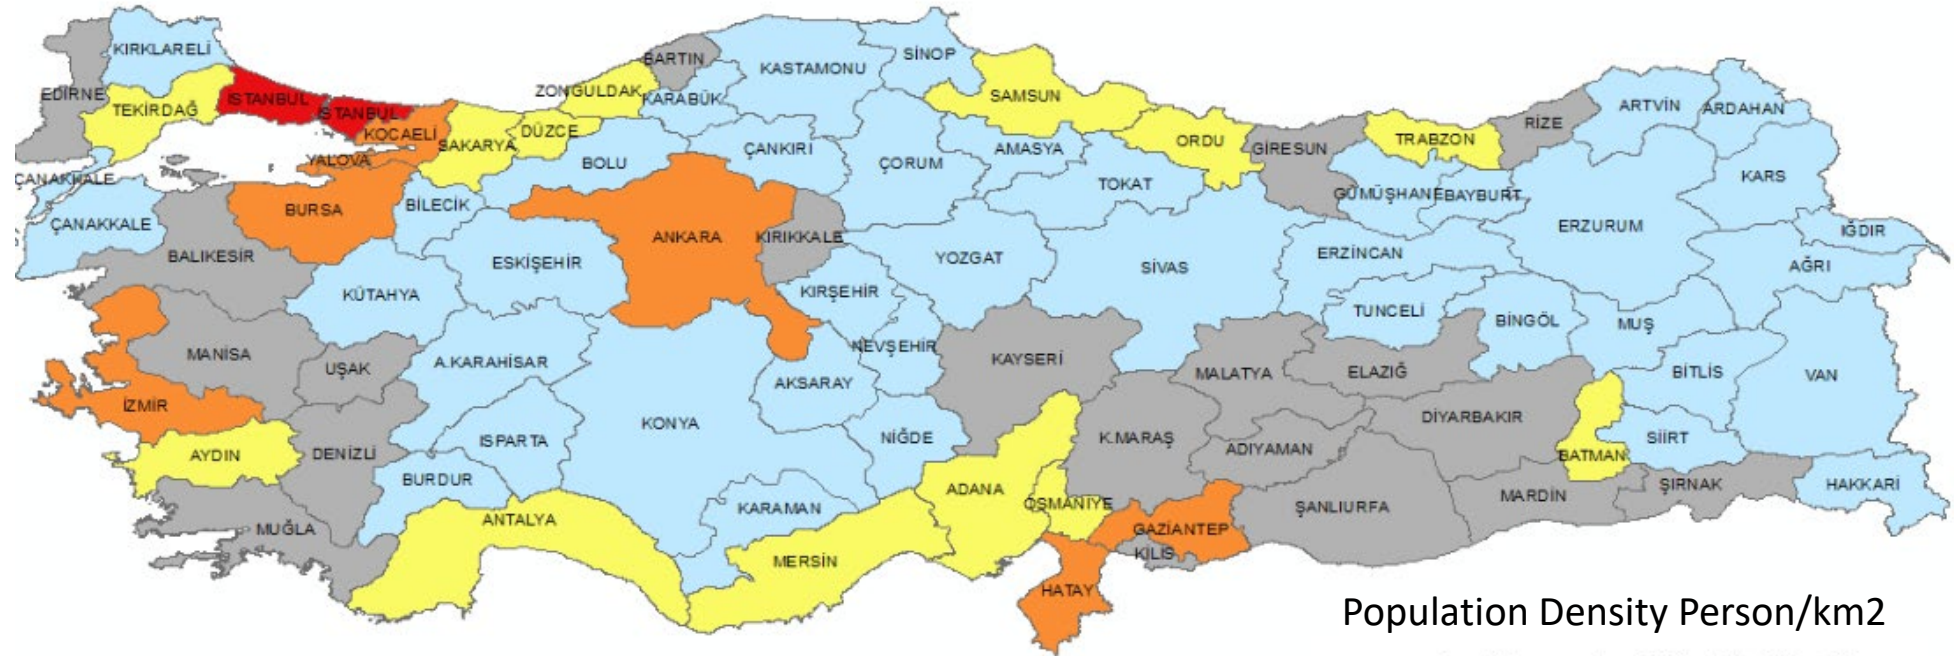 KIRKLARELİ
EDİRNE
TEKİRDAĞ
İSTANBUL
İSTANBUL
KOCAELİ
YALOVA
SAKARYA
DÜZCE
ZONGULDAK
BARTIN
KARABÜK
KASTAMONU
SİNOP
SAMSUN
ORDU
GİRESUN
TRABZON
RİZE
ARTVİN
ARDAHAN
KARS
IĞDIR
AĞRI
ERZURUM
BAYBURT
GÜMÜŞHANE
ERZİNCAN
TOKAT
AMASYA
ÇORUM
ÇANKIRI
BOLU
BİLECİK
BURSA
ÇANAKKALE
ÇANAKKALE
BALIKESİR
KÜTAHYA
ESKİŞEHİR
ANKARA
KIRIKKALE
KIRŞEHİR
YOZGAT
SİVAS
TUNCELİ
BİNGÖL
MUŞ
BİTLİS
VAN
ELAZIĞ
MALATYA
KAYSERİ
NEVŞEHİR
AKSARAY
KONYA
A.KARAHİSAR
UŞAK
MANİSA
İZMİR
AYDIN
DENİZLİ
BURDUR
ISPARTA
NİĞDE
K.MARAŞ
ADIYAMAN
DİYARBAKIR
BATMAN
SİİRT
ŞIRNAK
HAKKARİ
MARDİN
ŞANLIURFA
GAZİANTEP
KİLİS
HATAY
OSMANİYE
ADANA
MERSİN
KARAMAN
ANTALYA
MUĞLA
Population Density Person/km2